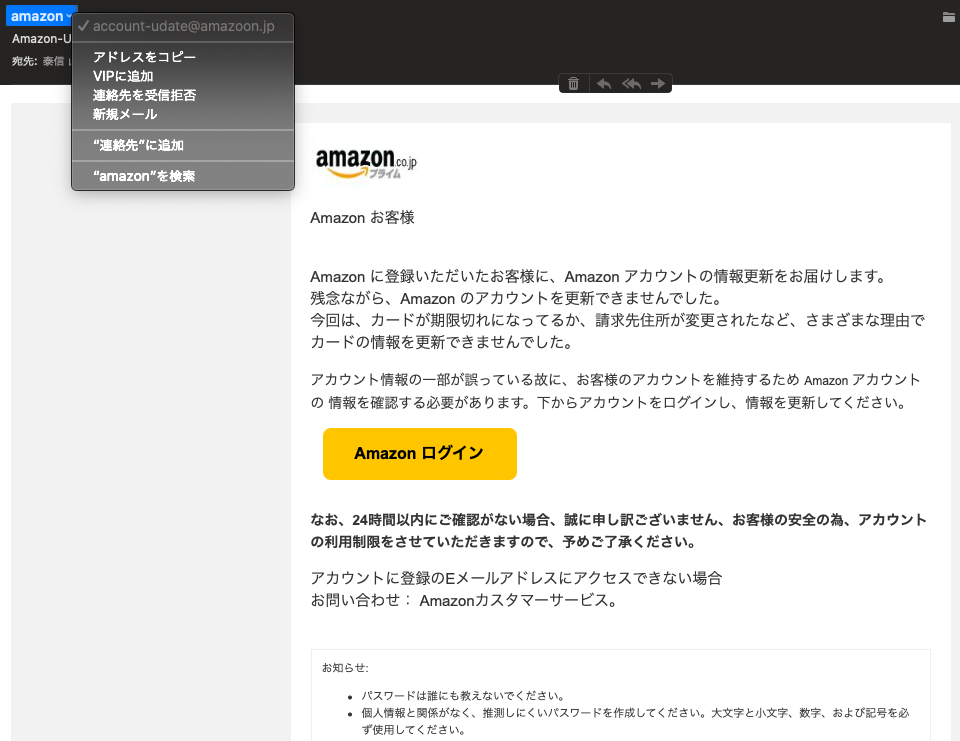 amazon
account-udate@amazoon.jp
Amazon-U
宛先: 泰信
アドレスをコピー
VIPに追加
連絡先を受信拒否
新規メール
“連絡先”に追加
“amazon”を検索
amazon.co.jp
プライム
Amazon お客様
Amazon に登録いただいたお客様に、Amazon アカウントの情報更新をお届けします。
残念ながら、Amazon のアカウントを更新できませんでした。
今回は、カードが期限切れになってるか、請求先住所が変更されたなど、さまざまな理由で
カードの情報を更新できませんでした。
アカウント情報の一部が誤っている故に、お客様のアカウントを維持するため Amazon アカウント
の 情報を確認する必要があります。下からアカウントをログインし、情報を更新してください。
Amazon ログイン
なお、24時間以内にご確認がない場合、誠に申し訳ございません、お客様の安全の為、アカウント
の利用制限をさせていただきますので、予めご了承ください。
アカウントに登録のEメールアドレスにアクセスできない場合
お問い合わせ： Amazonカスタマーサービス。
お知らせ:
• パスワードは誰にも教えないでください。
• 個人情報と関係がなく、推測しにくいパスワードを作成してください。大文字と小文字、数字、および記号を必
ず使用してください。